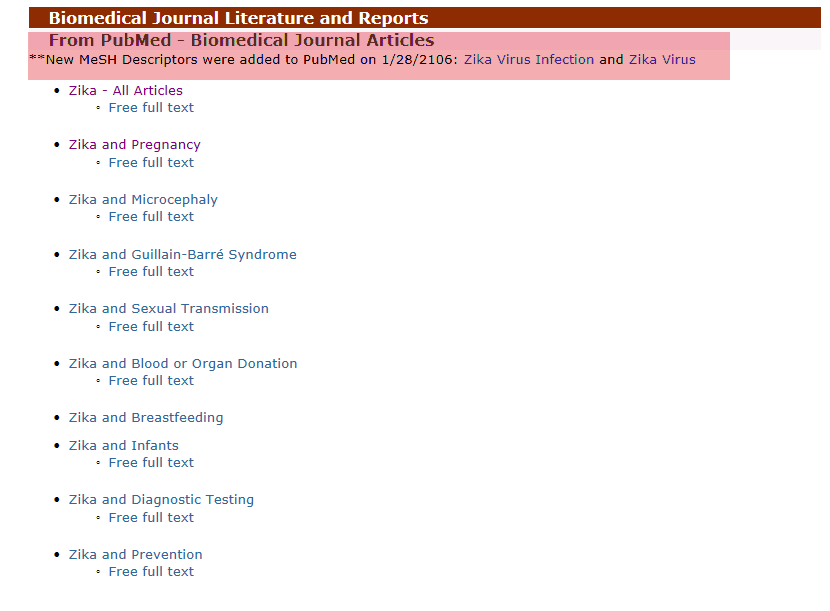 Biomedical Journal Literature and Reports
From PubMed - Biomedical Journal Articles
**New MeSH Descriptors were added to PubMed on 1/28/2106: Zika Virus Infection and Zika Virus
• Zika - All Articles
◦ Free full text
• Zika and Pregnancy
◦ Free full text
• Zika and Microcephaly
◦ Free full text
• Zika and Guillain-Barré Syndrome
◦ Free full text
• Zika and Sexual Transmission
◦ Free full text
• Zika and Blood or Organ Donation
◦ Free full text
• Zika and Breastfeeding
• Zika and Infants
◦ Free full text
• Zika and Diagnostic Testing
◦ Free full text
• Zika and Prevention
◦ Free full text